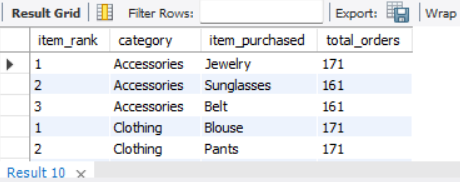 Result Grid Filter Rows: Export: Wrap
item_rank category item_purchased total_orders
1 Accessories Jewelry 171
2 Accessories Sunglasses 161
3 Accessories Belt 161
1 Clothing Blouse 171
2 Clothing Pants 171
Result 10 ×